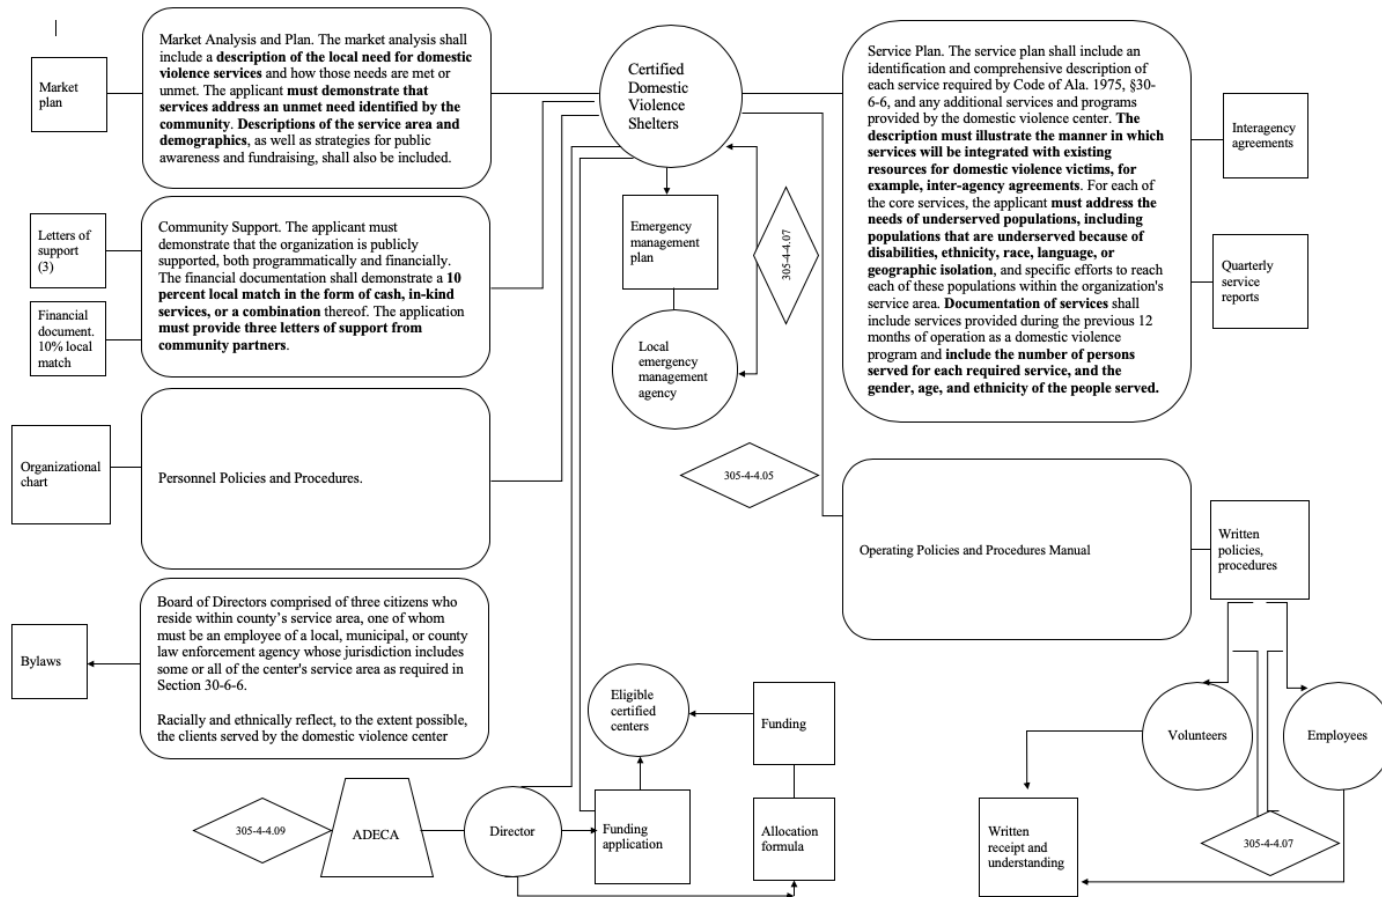 Market
plan
Market Analysis and Plan. The market analysis shall
include a description of the local need for domestic
violence services and how those needs are met or
unmet. The applicant must demonstrate that
services address an unmet need identified by the
community. Descriptions of the service area and
demographics, as well as strategies for public
awareness and fundraising, shall also be included.
Certified
Domestic
Violence
Shelters
Service Plan. The service plan shall include an
identification and comprehensive description of
each service required by Code of Ala. 1975, §30-
6-6, and any additional services and programs
provided by the domestic violence center. The
description must illustrate the manner in which
services will be integrated with existing
resources for domestic violence victims, for
example, inter-agency agreements. For each of
the core services, the applicant must address the
needs of underserved populations, including
populations that are underserved because of
disabilities, ethnicity, race, language, or
geographic isolation, and specific efforts to reach
each of these populations within the organization's
service area. Documentation of services shall
include services provided during the previous 12
months of operation as a domestic violence
program and include the number of persons
served for each required service, and the
gender, age, and ethnicity of the people served.
Interagency
agreements
Quarterly
service
reports
Letters of
support
(3)
Financial
document.
10% local
match
Community Support. The applicant must
demonstrate that the organization is publicly
supported, both programmatically and financially.
The financial documentation shall demonstrate a 10
percent local match in the form of cash, in-kind
services, or a combination thereof. The application
must provide three letters of support from
community partners.
Emergency
management
plan
305-4-4.07
Local
emergency
management
agency
Organizational
chart
Personnel Policies and Procedures.
305-4-4.05
Operating Policies and Procedures Manual
Written
policies,
procedures
Bylaws
Board of Directors comprised of three citizens who
reside within county’s service area, one of whom
must be an employee of a local, municipal, or county
law enforcement agency whose jurisdiction includes
some or all of the center's service area as required in
Section 30-6-6.
Racially and ethnically reflect, to the extent possible,
the clients served by the domestic violence center
Eligible
certified
centers
Funding
Volunteers
Employees
305-4-4.09
ADECA
Director
Funding
application
Allocation
formula
Written
receipt and
understanding
305-4-4.07